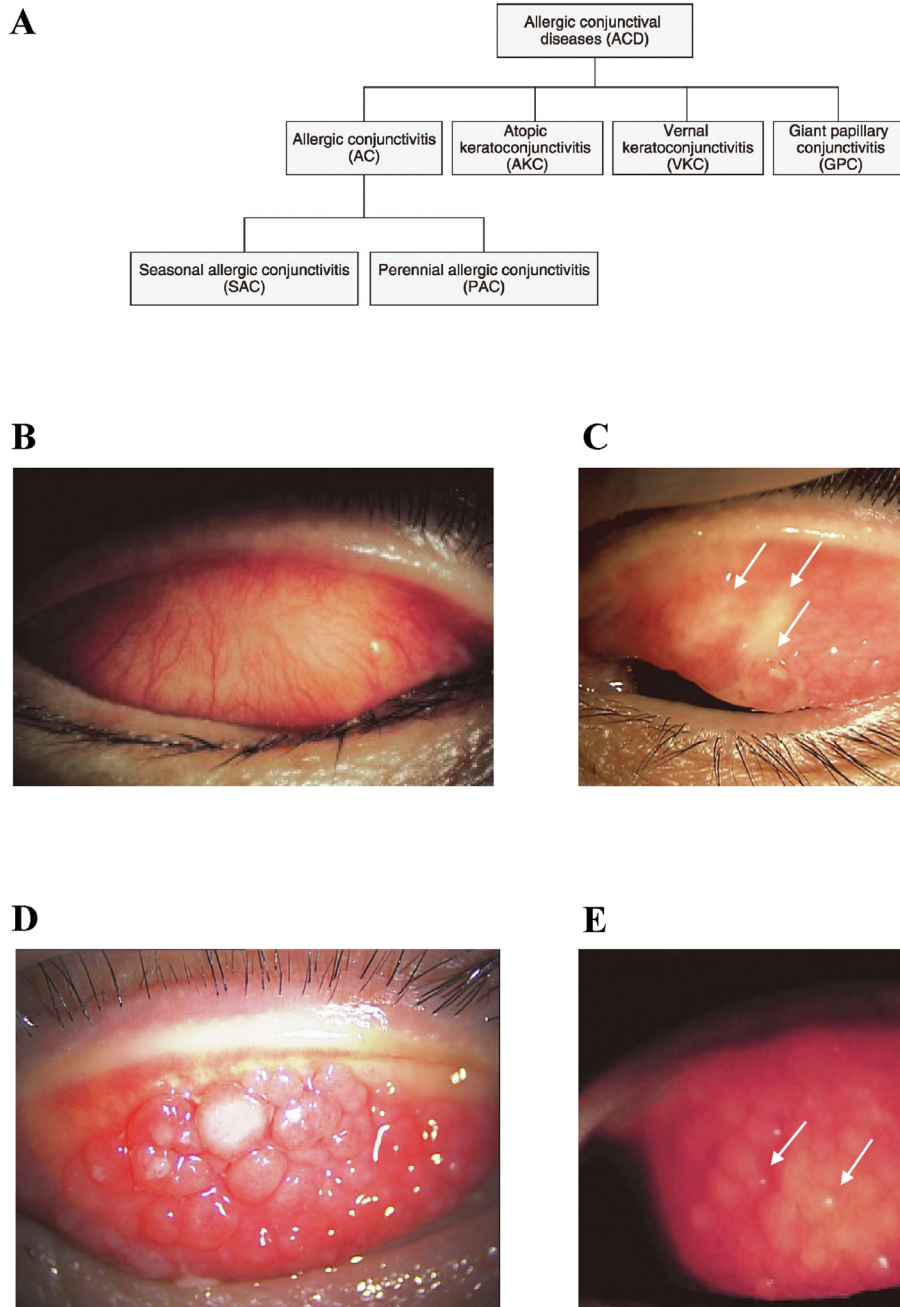 A
Allergic conjunctival
diseases (ACD)
Allergic conjunctivitis
(AC)
Atopic
keratoconjunctivitis
(AKC)
Vernal
keratoconjunctivitis
(VKC)
Giant papillary
conjunctivitis
(GPC)
Seasonal allergic conjunctivitis
(SAC)
Perennial allergic conjunctivitis
(PAC)
B
C
D
E